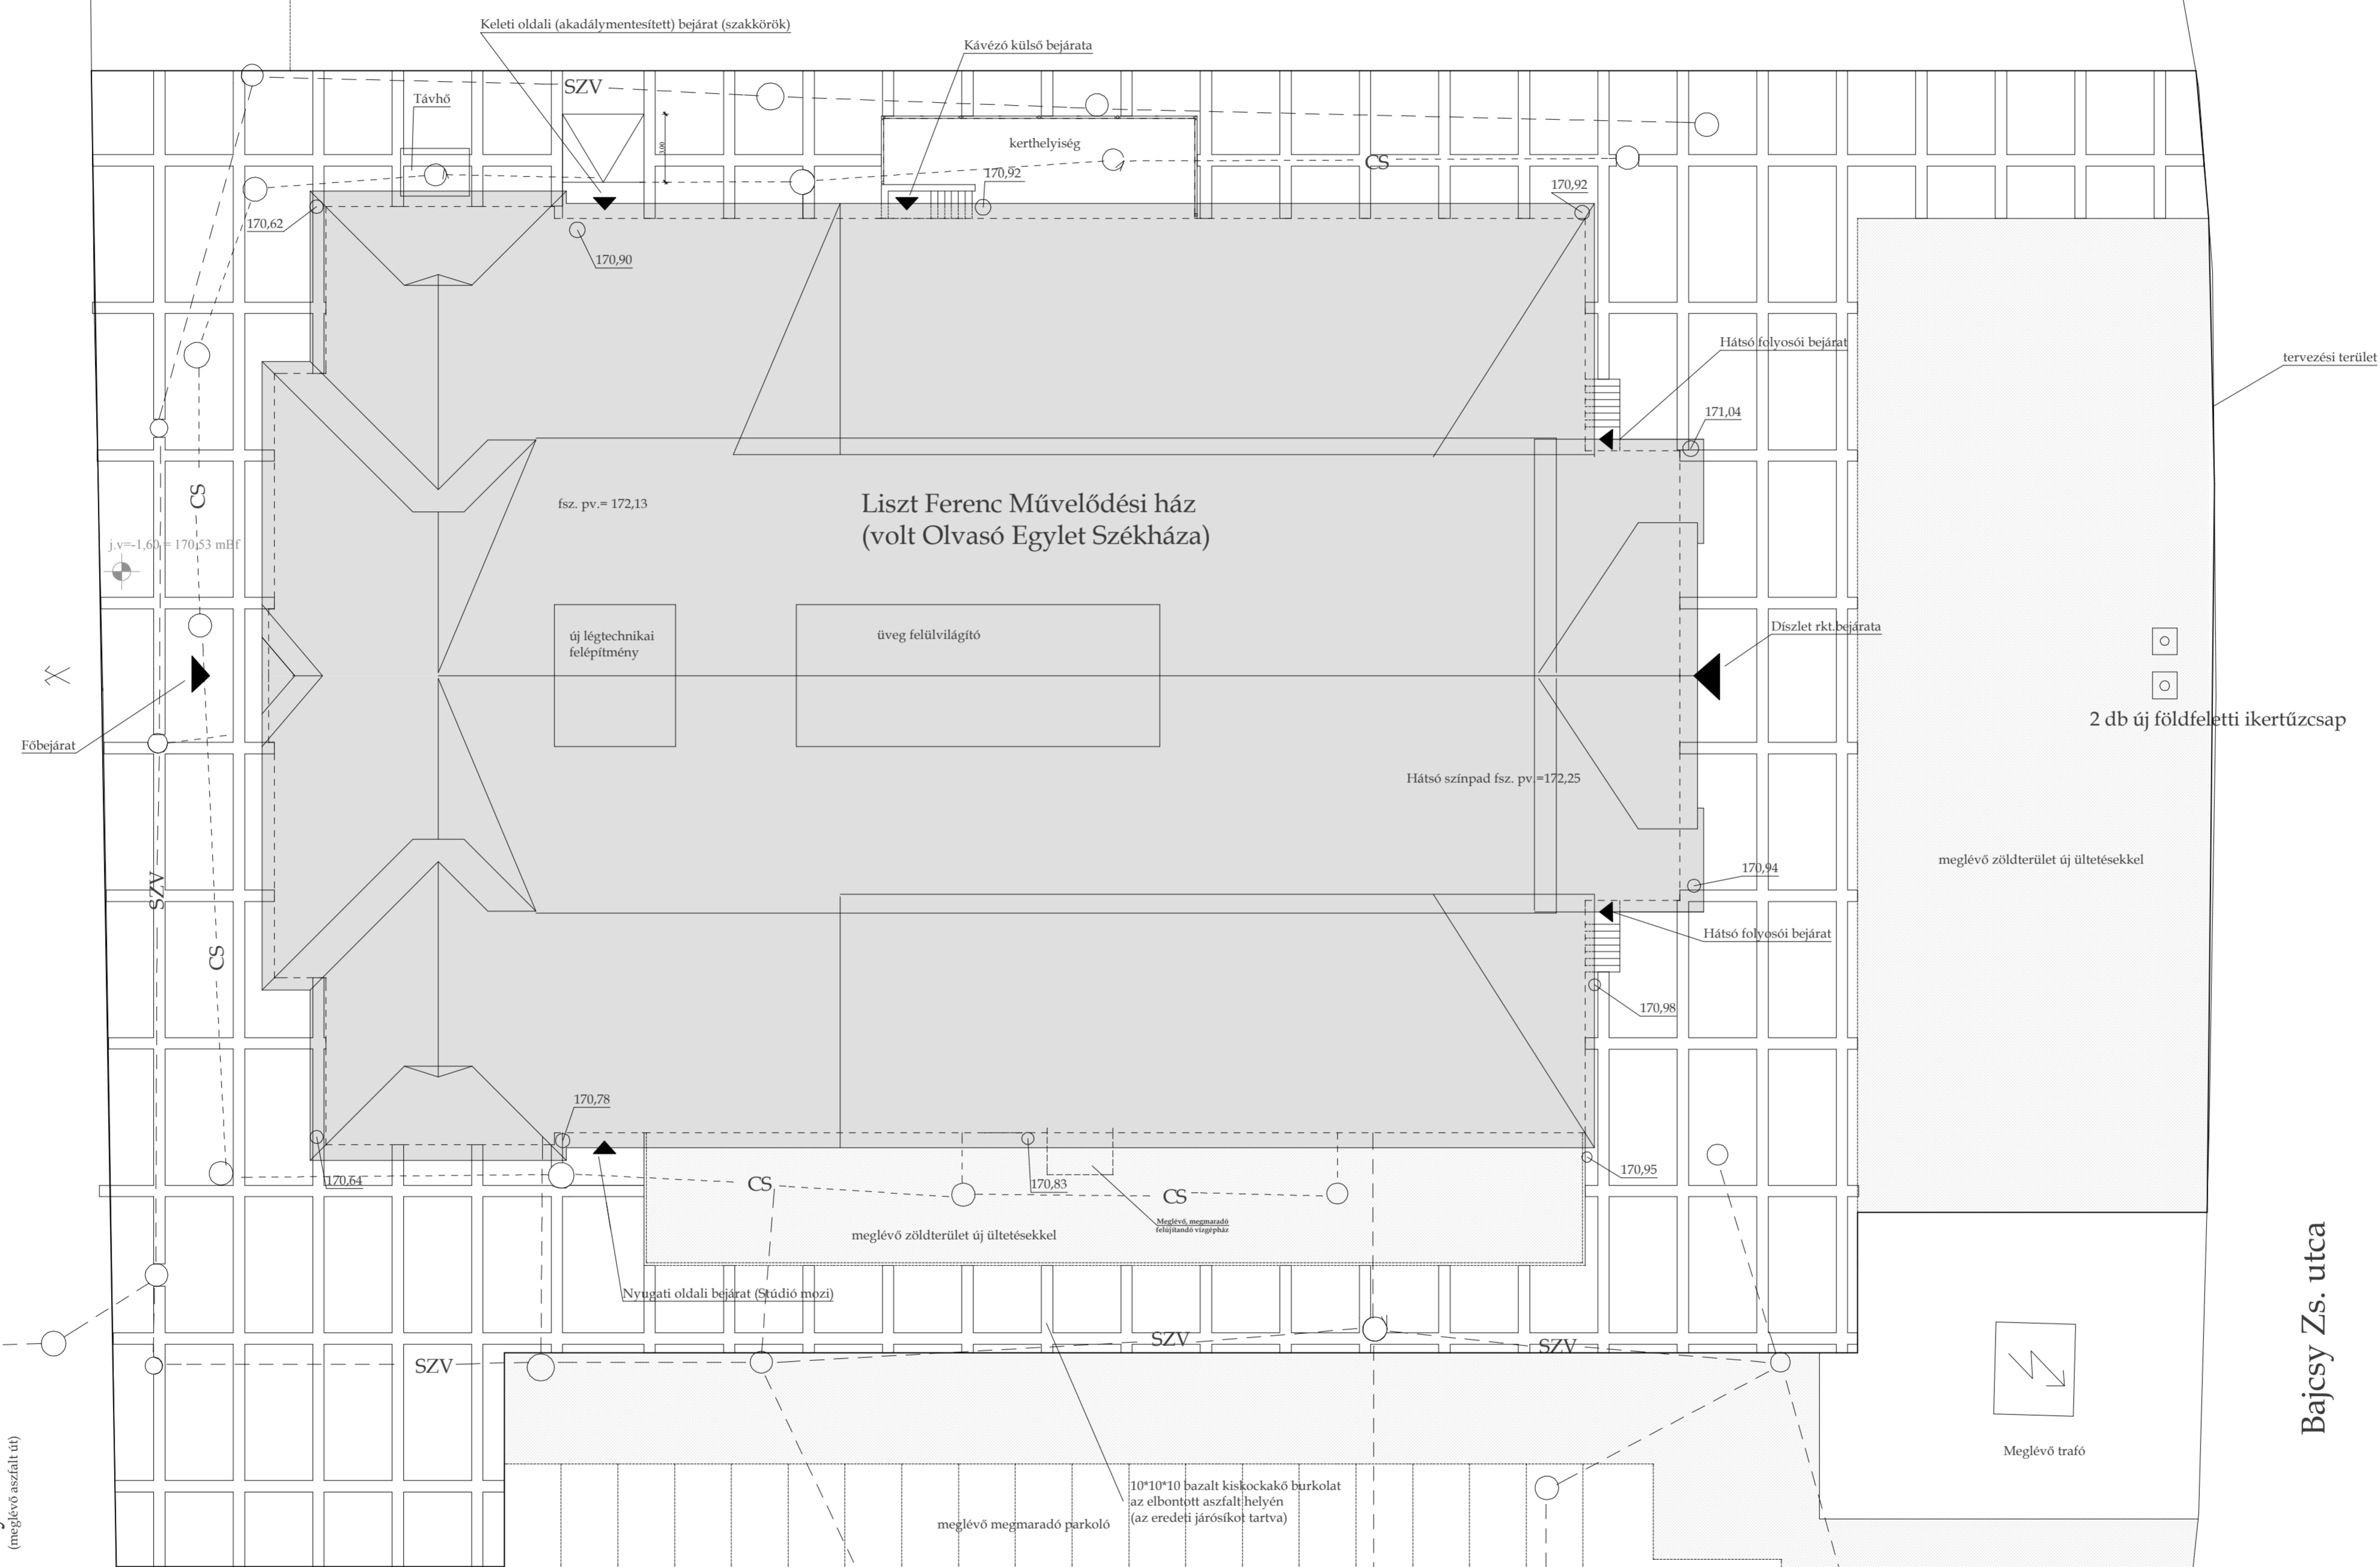 Keleti oldali (akadálymentesített) bejárat (szakkörök)
Kávézó külső bejárata
Távhő
SZV
3,00
kerthelyiség
CS
170,92
170,92
170,62
170,90
Hátsó folyosói bejárat
tervezési terület
171,04
CS
fsz. pv.= 172,13
Liszt Ferenc Művelődési ház
(volt Olvasó Egylet Székháza)
j.v=-1,60 = 170,53 mBf
új légtechnikai
felépítmény
üveg felülvilágító
Díszlet rkt.bejárata
Főbejárat
2 db új földfeletti ikertűzcsap
Hátsó színpad fsz. pv.=172,25
SZV
meglévő zöldterület új ültetésekkel
170,94
CS
Hátsó folyosói bejárat
170,98
170,78
170,64
170,83
170,95
CS
CS
Meglévő, megmaradó
felújítandó vízgépház
meglévő zöldterület új ültetésekkel
Nyugati oldali bejárat (Stúdió mozi)
SZV
SZV
SZV
Bajcsy Zs. utca
Meglévő trafó
(meglévő aszfalt út)
10*10*10 bazalt kiskockakő burkolat
az elbontott aszfalt helyén
(az eredeti járósíkot tartva)
meglévő megmaradó parkoló